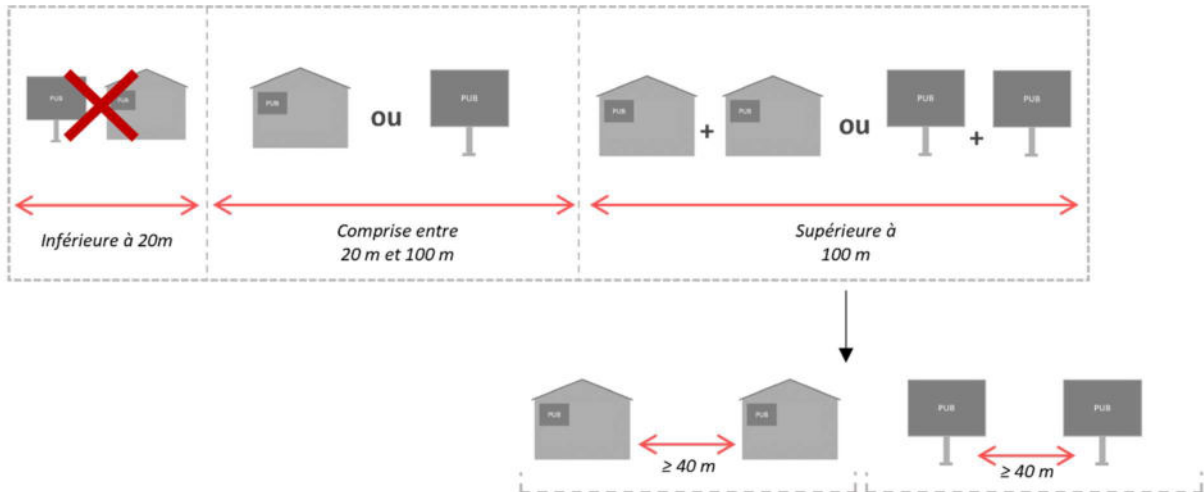 PUB
PUB
PUB
ou
PUB
PUB
+
PUB
ou
PUB
+
PUB
Inférieure à 20m
Comprise entre
20 m et 100 m
Supérieure à
100 m
PUB
PUB
PUB
PUB
≥ 40 m
≥40 m